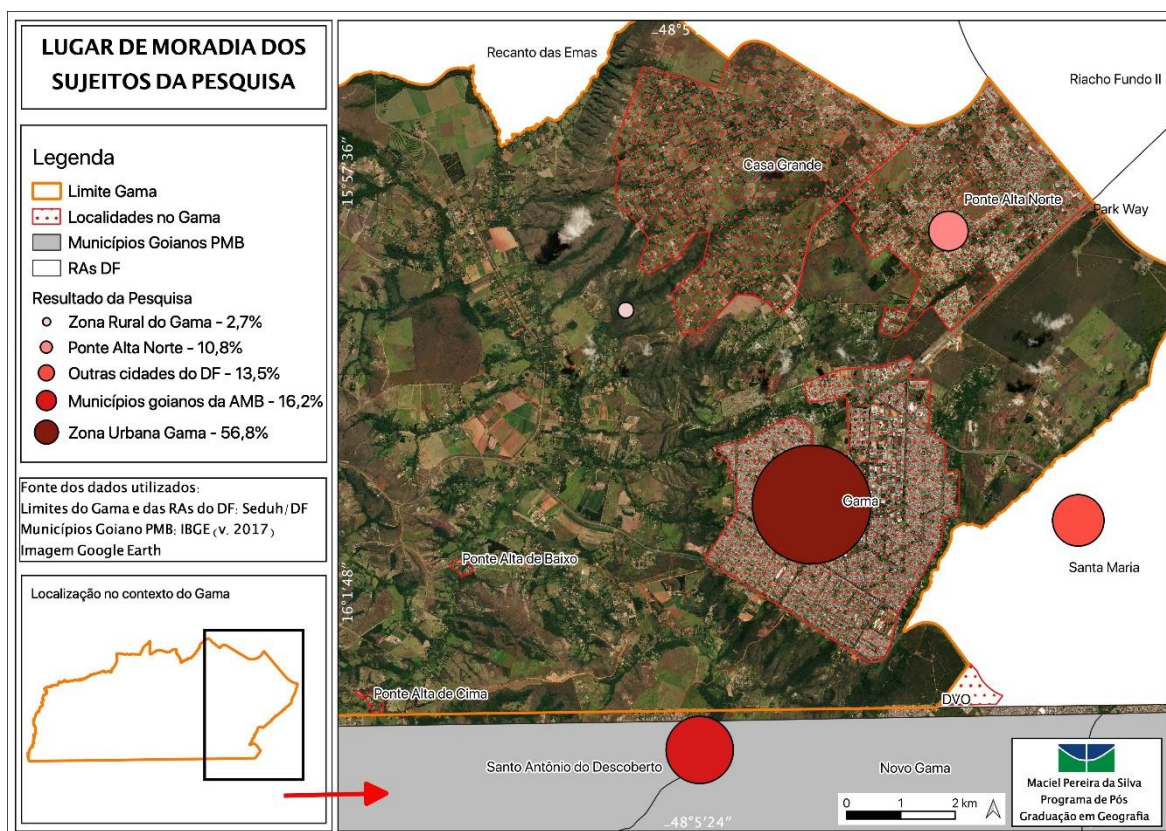 LUGAR DE MORADIA DOS
SUJEITOS DA PESQUISA
Legenda
Limite Gama
Localidades no Gama
Municípios Goianos PMB
RAs DF
Resultado da Pesquisa
Zona Rural do Gama - 2,7%
Ponte Alta Norte - 10,8%
Outras cidades do DF - 13,5%
Municípios goianos da AMB - 16,2%
Zona Urbana Gama - 56,8%
Fonte dos dados utilizados:
Limites do Gama e das RAs do DF: Seduh/DF
Municípios Goiano PMB: IBGE (v. 2017)
Imagem Google Earth
Localização no contexto do Gama
-48°5
Recanto das Emas
Riacho Fundo II
15°57'36"
Casa Grande
Ponte Alta Norte
Park Way
Gama
Ponte Alta de Baixo
16°1'48"
Santa Maria
Ponte Alta de Cima
DVO
Santo Antônio do Descoberto
Novo Gama
-48°5'24"
0 1 2 km
Maciel Pereira da Silva
Programa de Pós
Graduação em Geografia